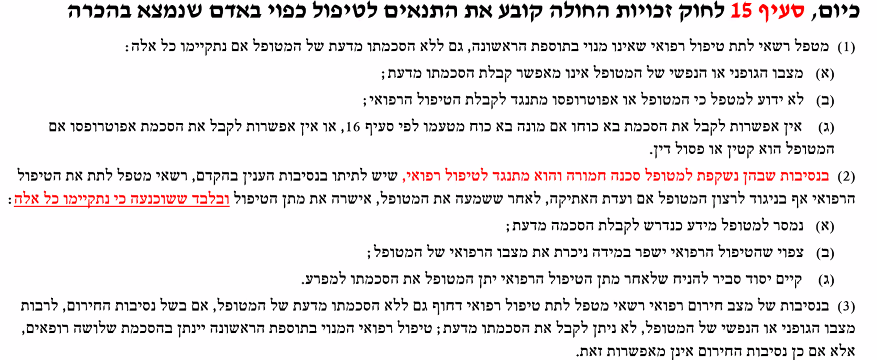 כיום, סעיף 15 לחוק זכויות החולה קובע את התנאים לטיפול כפוי באדם שנמצא בהכרה
(1) מטפל רשאי לתת טיפול רפואי שאינו מנוי בתוספת הראשונה, גם ללא הסכמתו מדעת של המטופל אם נתקיימו כל אלה:
(א) מצבו הגופני או הנפשי של המטופל אינו מאפשר קבלת הסכמתו מדעת;
(ב) לא ידוע למטפל כי המטופל או אפוטרופסו מתנגד לקבלת הטיפול הרפואי;
(ג) אין אפשרות לקבל את הסכמת בא כוחו אם מונה בא כוח מטעמו לפי סעיף 16, או אין אפשרות לקבל את הסכמת אפוטרופסו אם
המטופל הוא קטין או פסול דין.
(2) בנסיבות שבהן נשקפת למטופל סכנה חמורה והוא מתנגד לטיפול רפואי, שיש לתיתו בנסיבות הענין בהקדם, רשאי מטפל לתת את הטיפול
הרפואי אף בניגוד לרצון המטופל אם ועדת האתיקה, לאחר ששמעה את המטופל, אישרה את מתן הטיפול ובלבד ששוכנעה כי נתקיימו כל אלה:
(א) נמסר למטופל מידע כנדרש לקבלת הסכמה מדעת;
(ב) צפוי שהטיפול הרפואי ישפר במידה ניכרת את מצבו הרפואי של המטופל;
(ג) קיים יסוד סביר להניח שלאחר מתן הטיפול הרפואי יתן המטופל את הסכמתו למפרע.
(3) בנסיבות של מצב חירום רפואי רשאי מטפל לתת טיפול רפואי דחוף גם ללא הסכמתו מדעת של המטופל, אם בשל נסיבות החירום, לרבות
מצבו הגופני או הנפשי של המטופל, לא ניתן לקבל את הסכמתו מדעת; טיפול רפואי המנוי בתוספת הראשונה יינתן בהסכמת שלושה רופאים,
אלא אם כן נסיבות החירום אינן מאפשרות זאת.